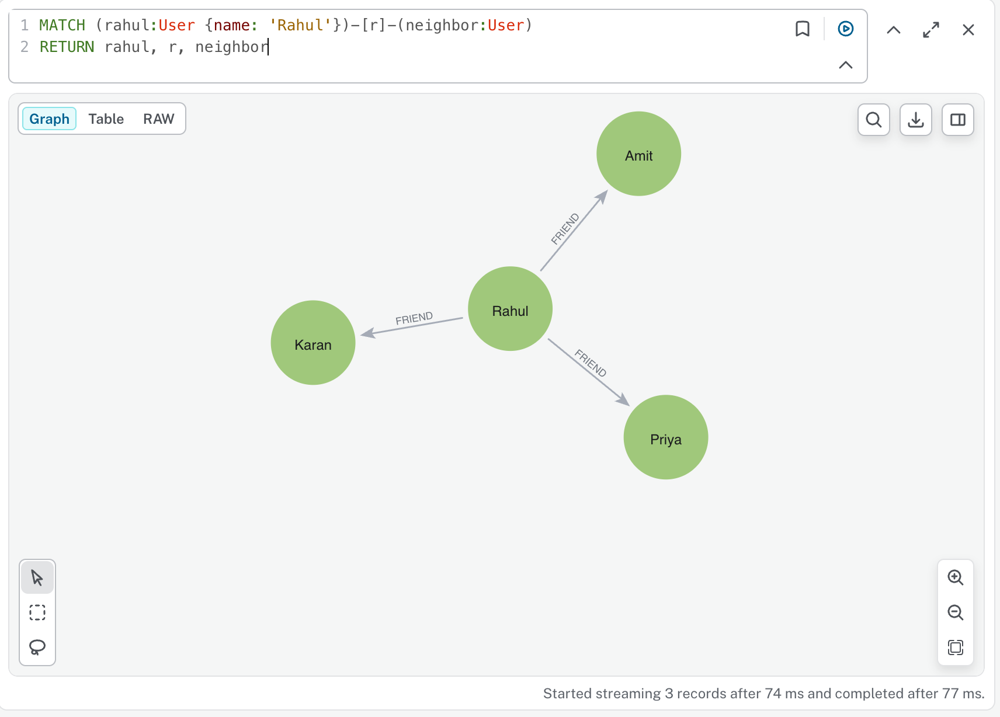 1 MATCH (rahul:User {name: 'Rahul'})-[r]-(neighbor:User)
2 RETURN rahul, r, neighbor
Graph Table RAW
Amit
FRIEND
Rahul
FRIEND
Karan
FRIEND
Priya
Started streaming 3 records after 74 ms and completed after 77 ms.